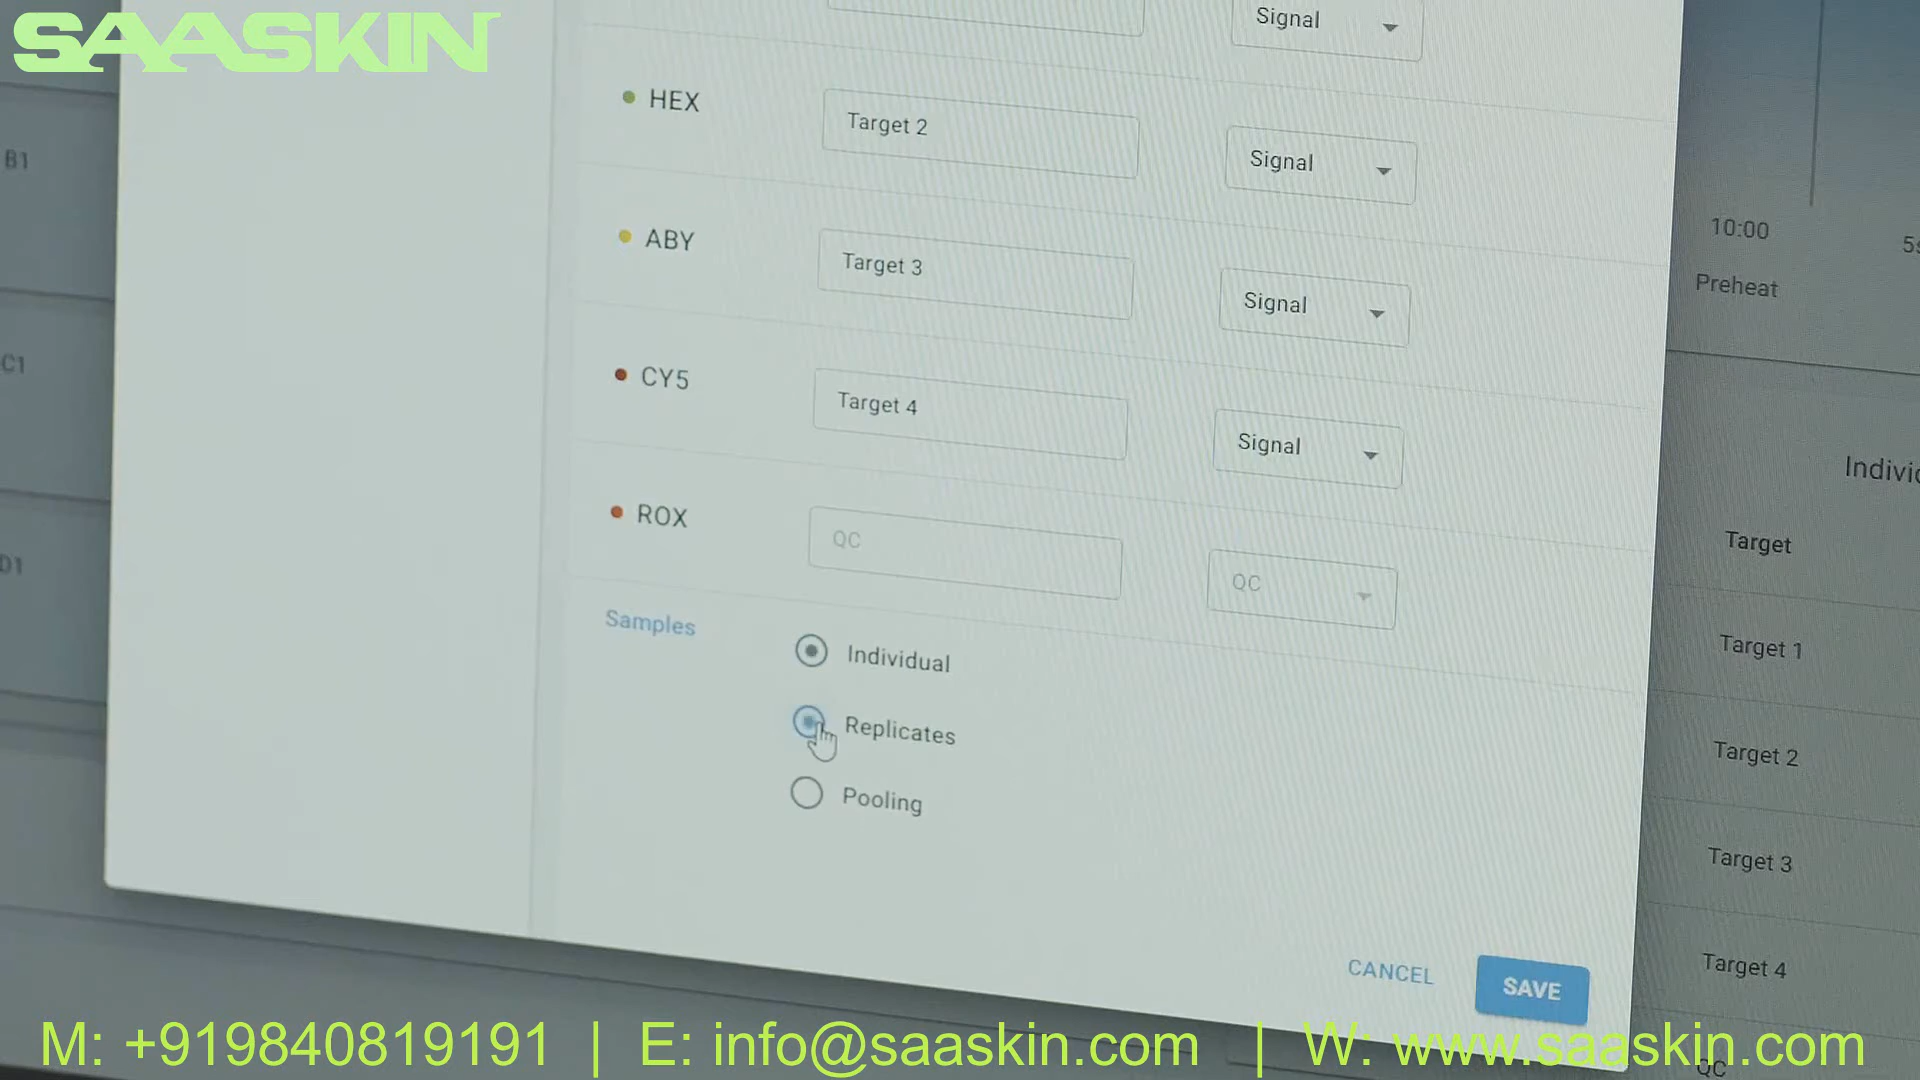 SAASKIN
Signal
HEX
Target 2
Signal
ABY
Target 3
Signal
CY5
Target 4
Signal
ROX
QC
QC
Samples
Individual
Replicates
Pooling
CANCEL
SAVE
B1
C1
D1
10:00
Preheat
Target
Target 1
Target 2
Target 3
Target 4
QC
M: +919840819191 | E: info@saaskin.com | W: www.saaskin.com